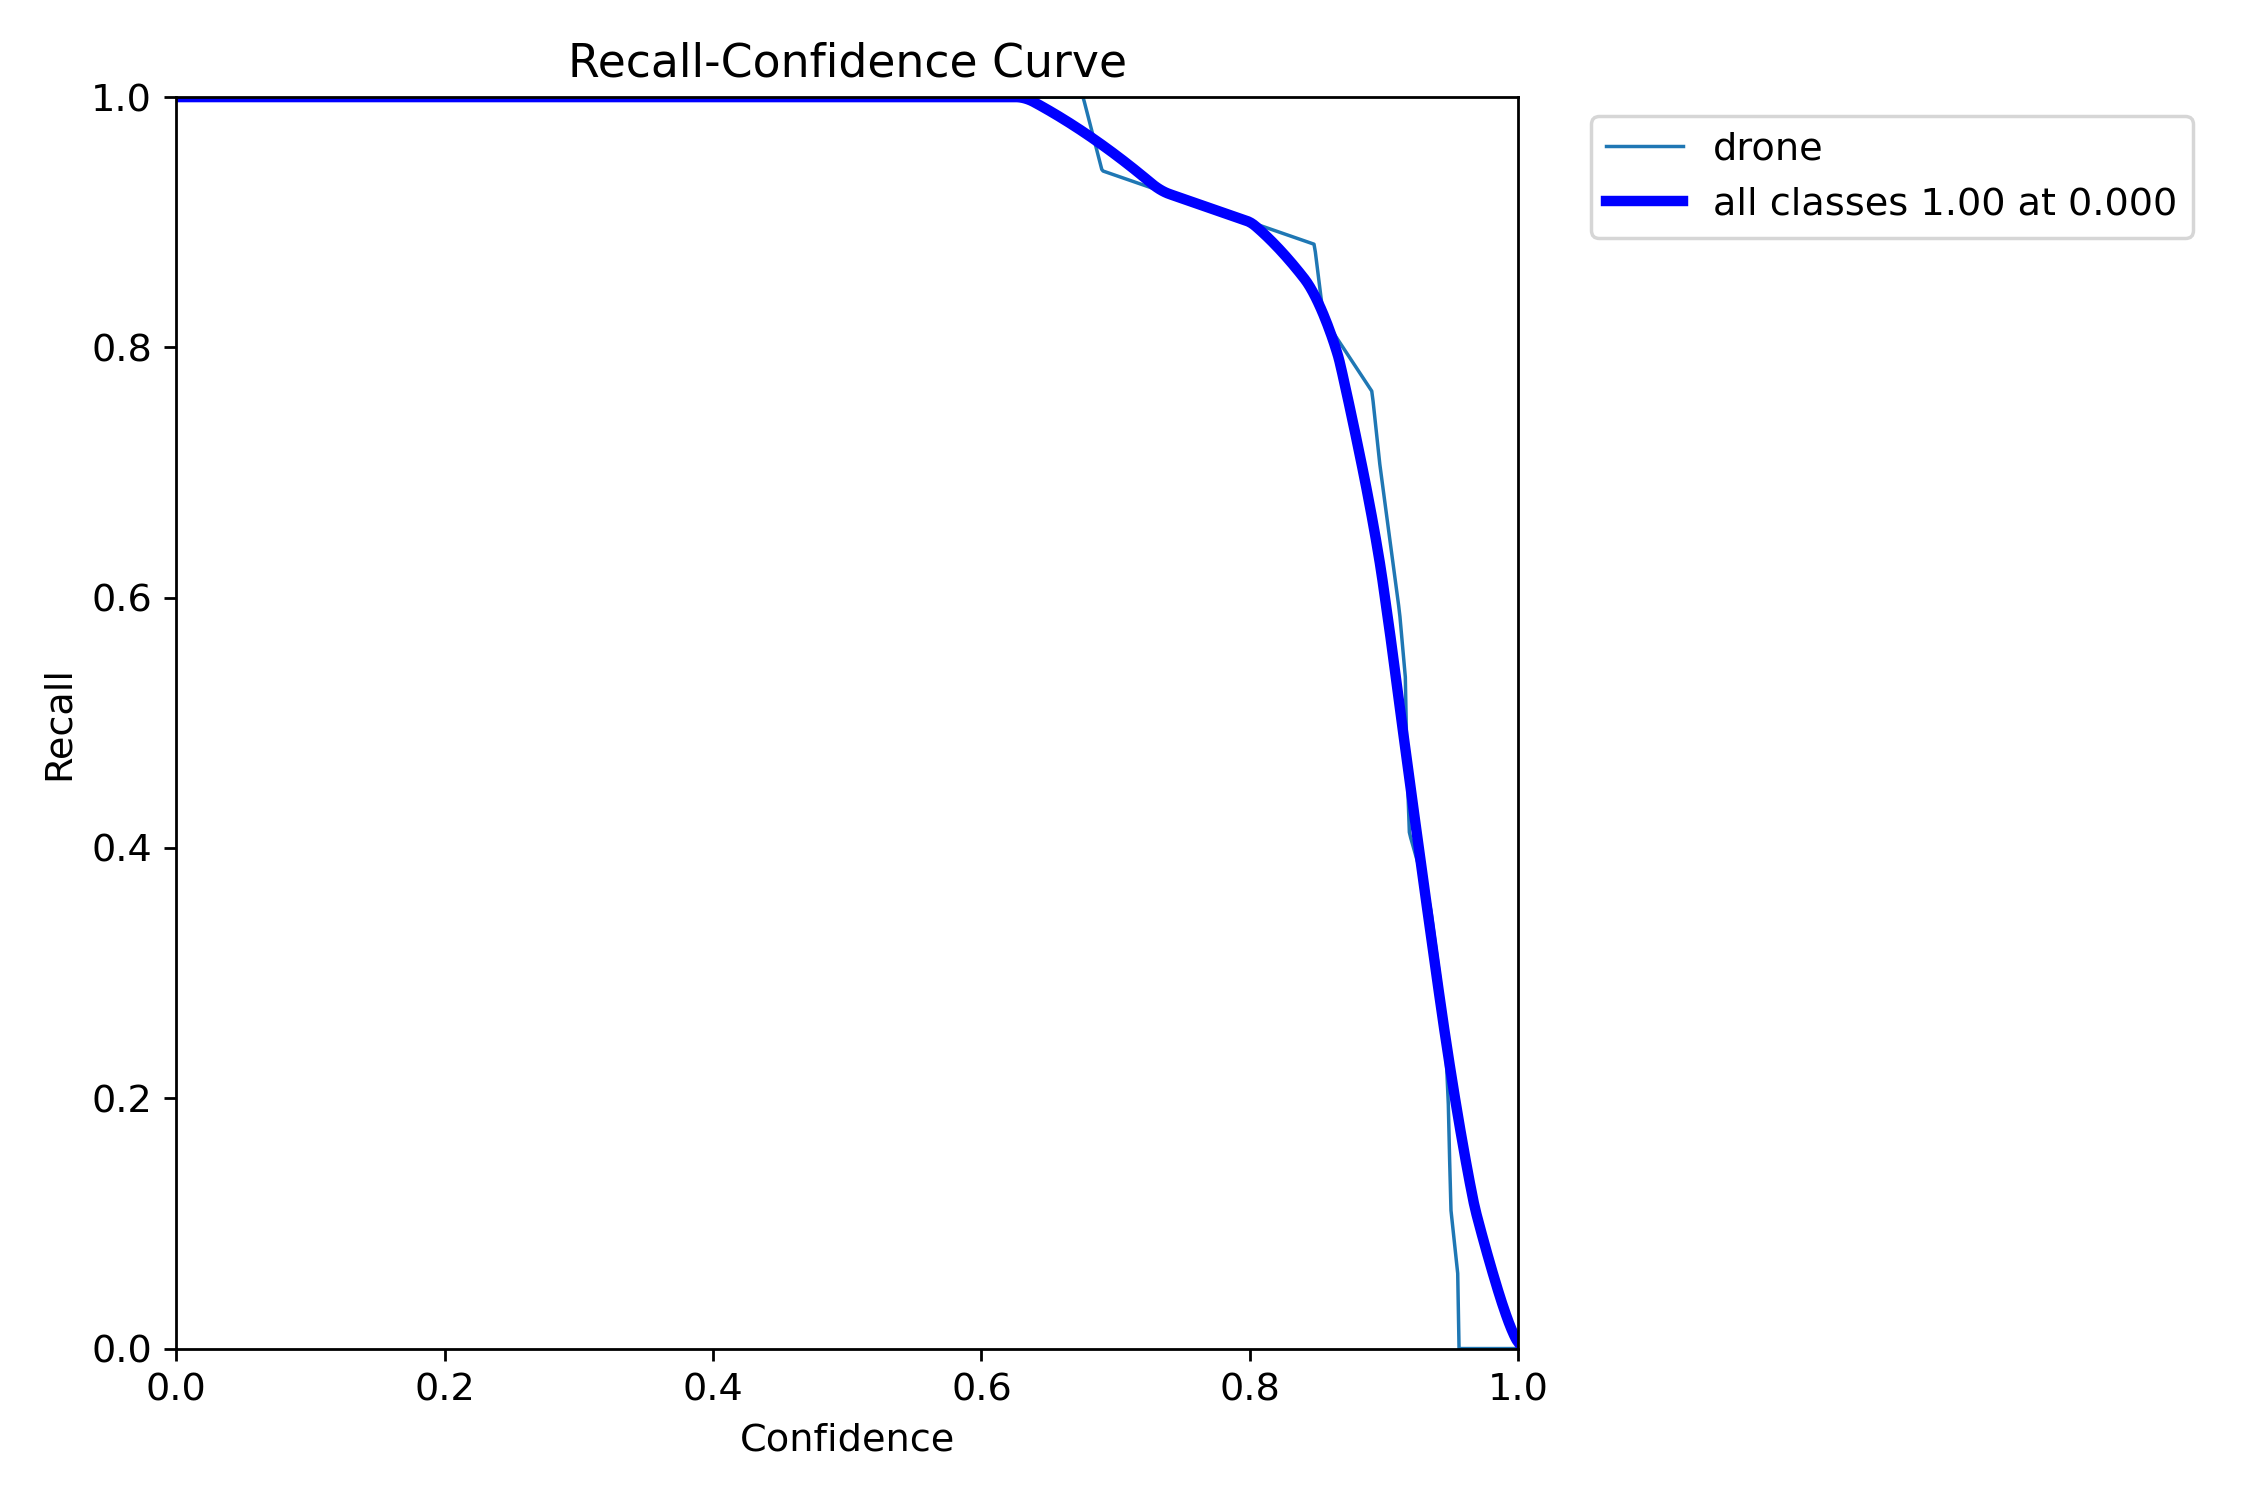 Recall-Confidence Curve
1.0
0.8
0.6
0.4
0.2
0.0
Recall
0.0 0.2 0.4 0.6 0.8 1.0
Confidence
drone
all classes 1.00 at 0.000